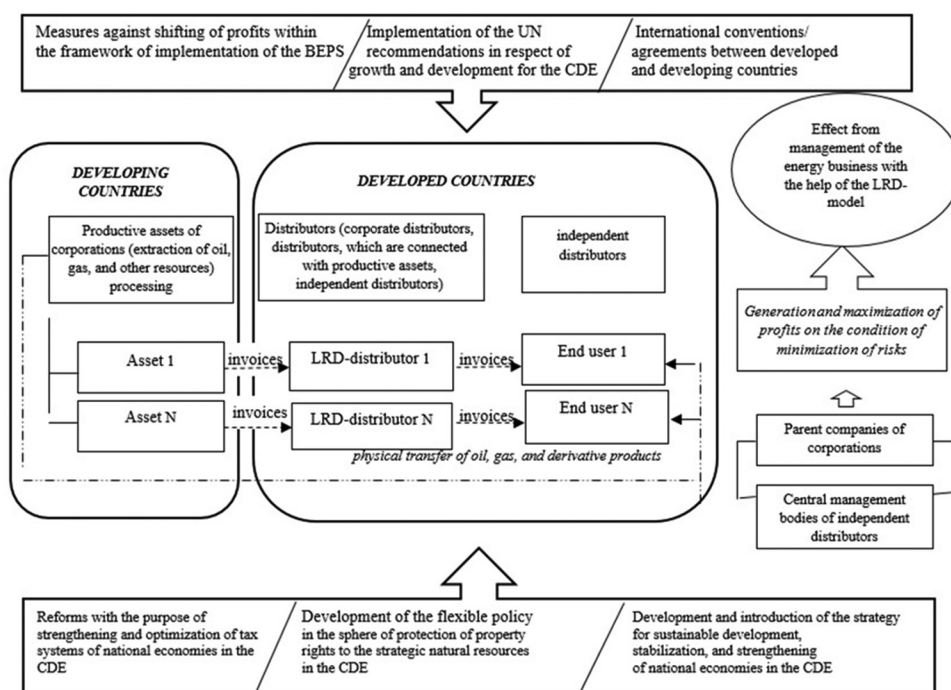 Measures against shifting of profits within
the framework of implementation of the BEPS
Implementation of the UN
recommendations in respect of
growth and development for the CDE
International conventions/
agreements between developed
and developing countries
Effect from
management of the
energy business with
the help of the LRD-
model
DEVELOPING
COUNTRIES
DEVELOPED COUNTRIES
Productive assets of
corporations (extraction of oil,
gas, and other resources)
processing
Distributors (corporate distributors,
distributors, which are connected
with productive assets,
independent distributors)
independent
distributors
Generation and maximization of
profits on the condition of
minimization of risks
Asset 1
invoices
LRD-distributor 1
invoices
End user 1
Asset N
invoices
LRD-distributor N
invoices
End user N
physical transfer of oil, gas, and derivative products
Parent companies of
corporations
Central management
bodies of independent
distributors
Reforms with the purpose of
strengthening and optimization of tax
systems of national economies in the
CDE
Development of the flexible policy
in the sphere of protection of property
rights to the strategic natural resources
in the CDE
Development and introduction of the strategy
for sustainable development,
stabilization, and strengthening
of national economies in the CDE